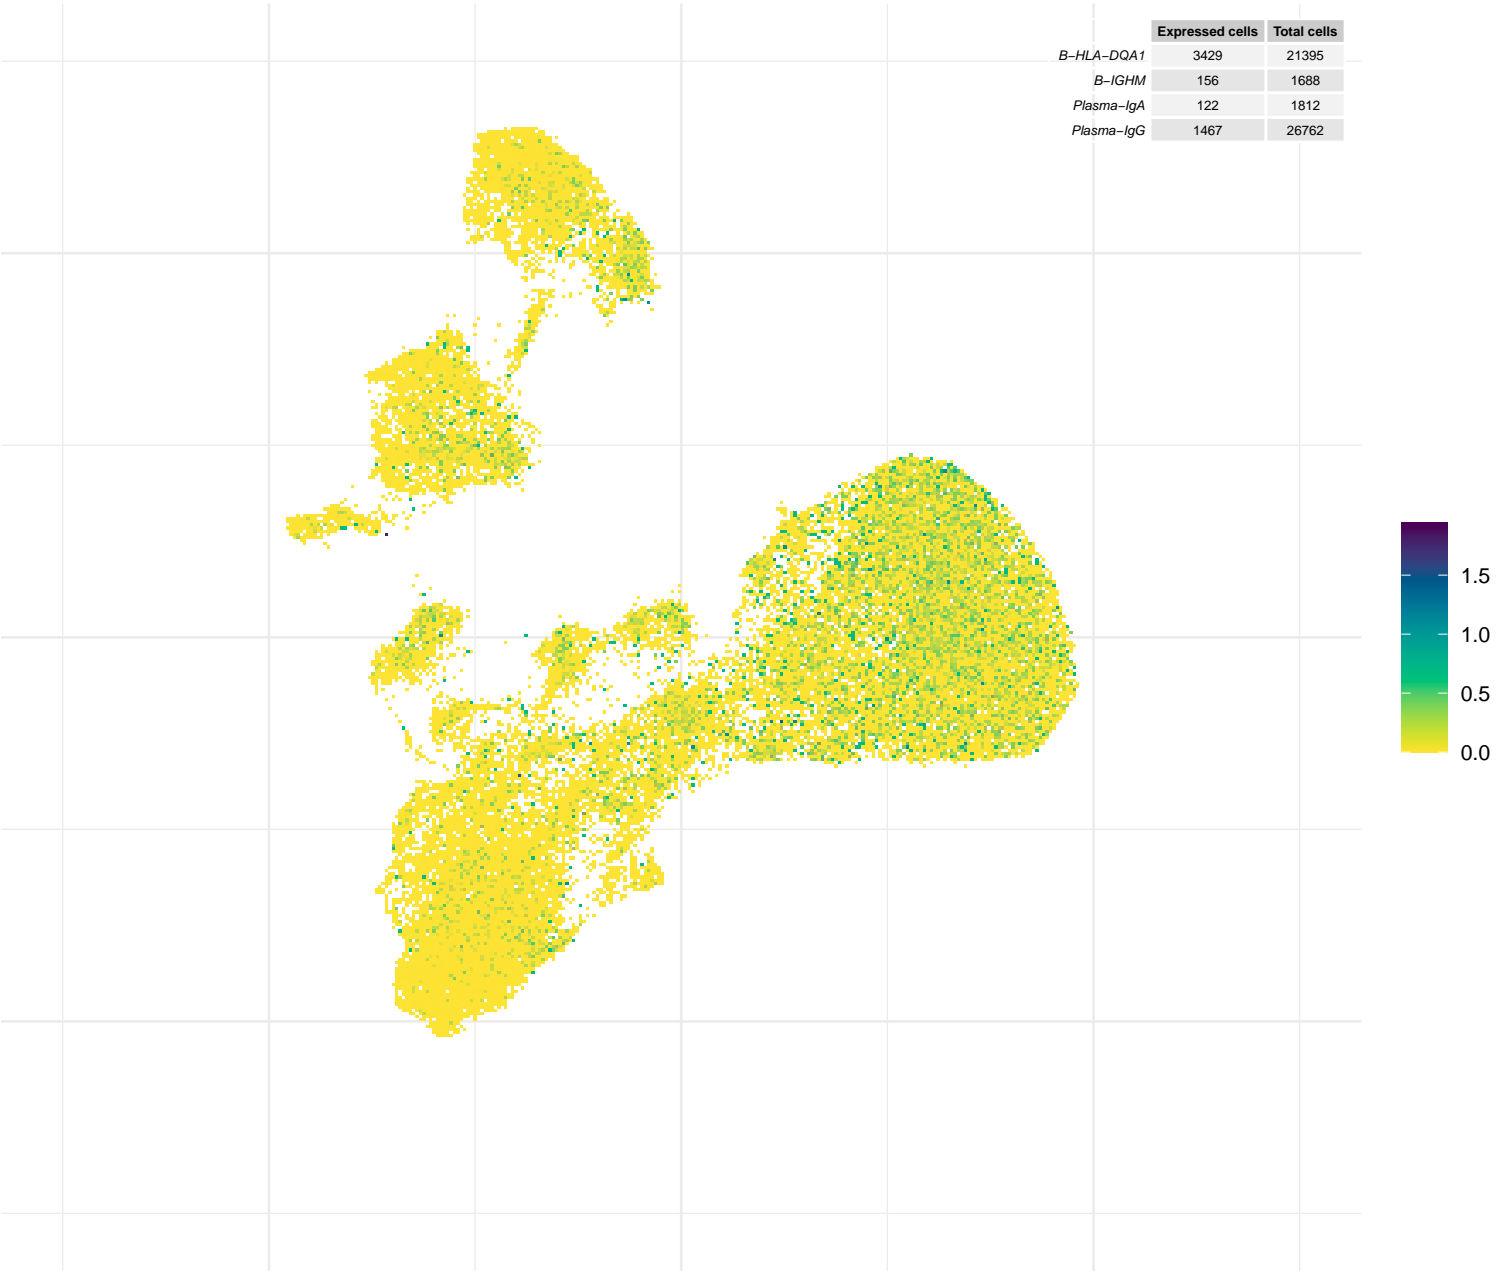 Expressed cells Total cells
B−HLA−DQA1 3429 21395
B−IGHM 156 1688
Plasma−IgA 122 1812
Plasma−IgG 1467 26762
1.5
1.0
0.5
0.0